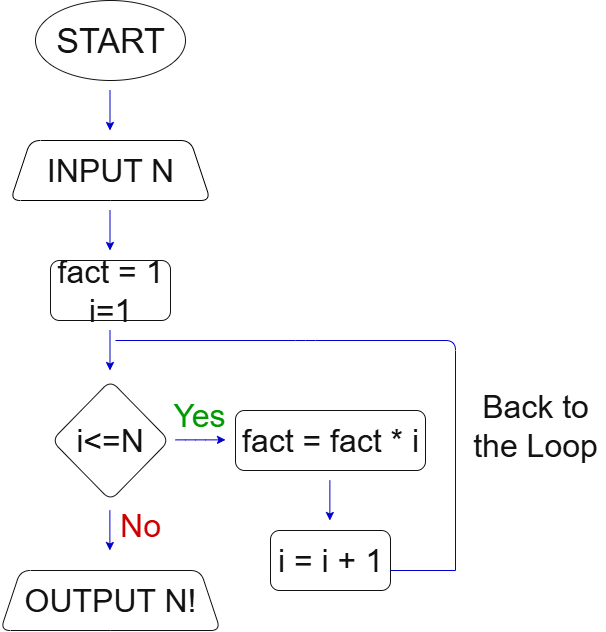 START
INPUT N
fact = 1
i=1
i<=N
Yes
fact = fact * i
Back to
the Loop
No
i = i + 1
OUTPUT N!